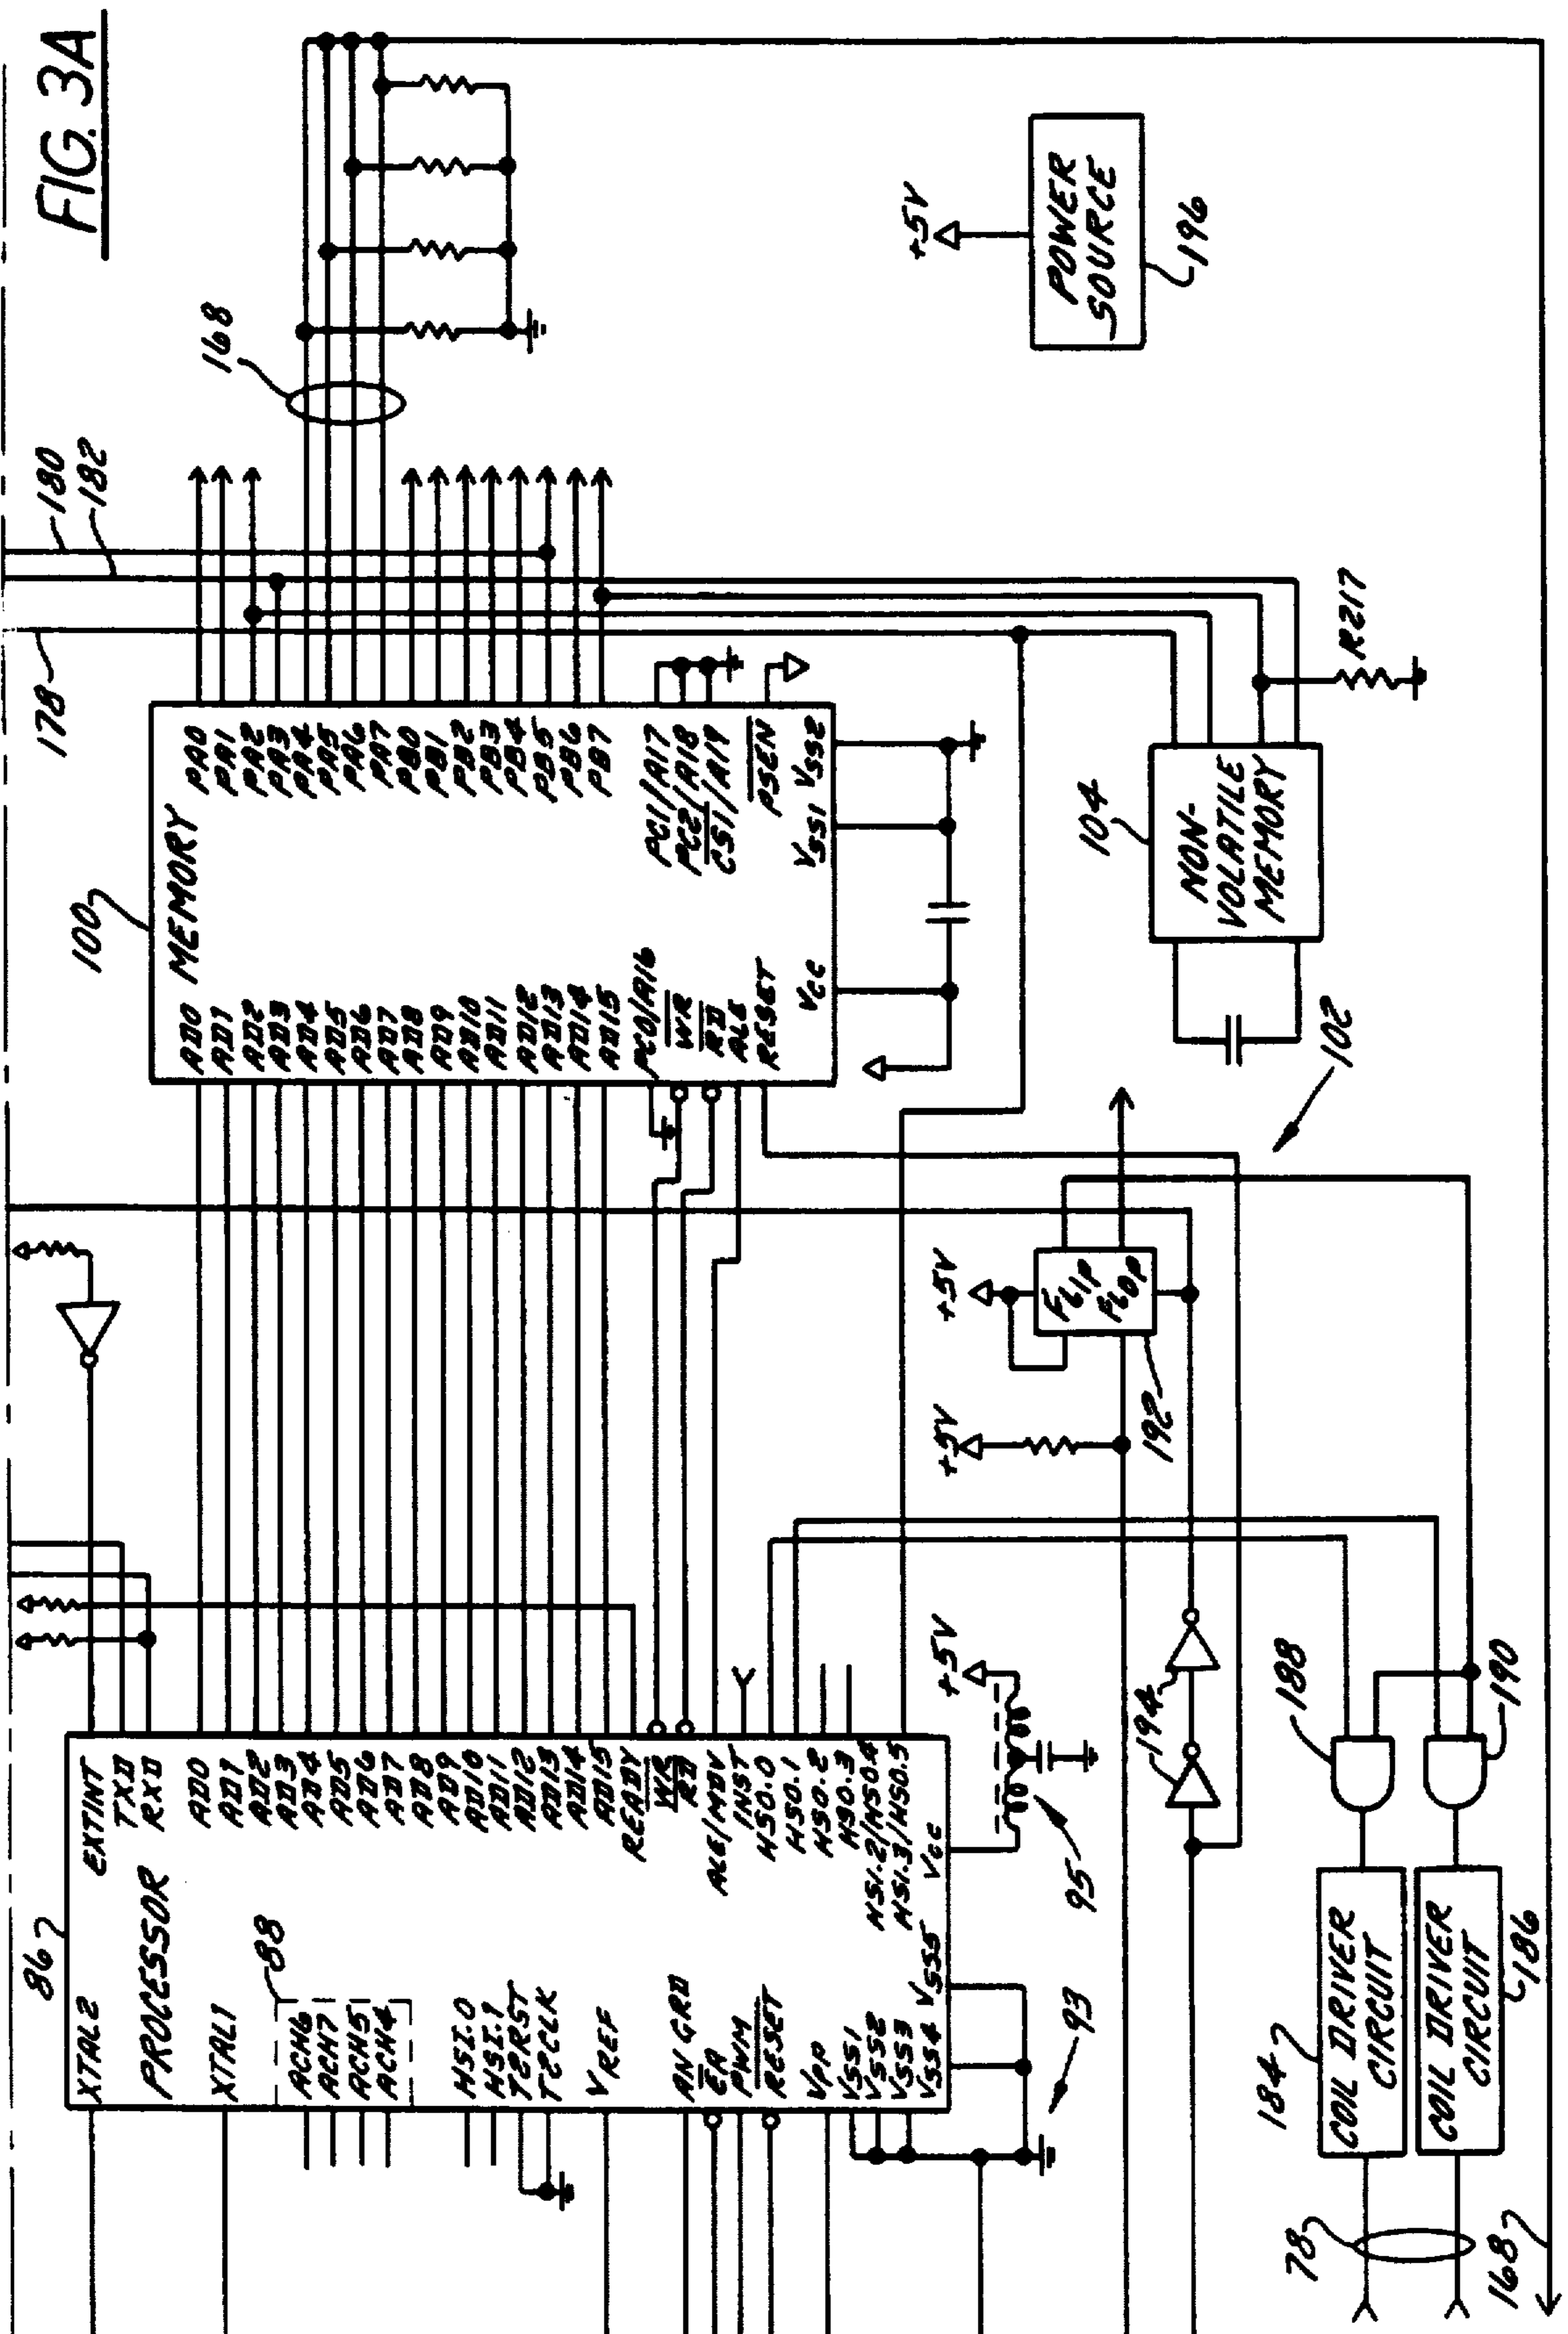 FIG. 3A
86
XTAL2
EXTINT
TXD
RXD
PROCESSOR
XTAL1
88
ACH6
ACH7
ACH5
ACH4
HSI.0
HSI.1
T2RST
T2CLK
VREF
AN GRD
EA
PWM
RESET
VPP
VSS1
VSS2
VSS3
VSS4
VSS5
VCC
AD0
AD1
AD2
AD3
AD4
AD5
AD6
AD7
AD8
AD9
AD10
AD11
AD12
AD13
AD14
AD15
READY
WR
RD
ALE/MDV
INST
HSO.0
HSO.1
HSO.2
HSO.3
HSI.2/HSO.4
HSI.3/HSO.5
93
95
+5V
100
MEMORY
AD0
AD1
AD2
AD3
AD4
AD5
AD6
AD7
AD8
AD9
AD10
AD11
AD12
AD13
AD14
AD15
PC0/A16
WR
RD
ALE
RESET
VCC
VSS1
VSS2
PA0
PA1
PA2
PA3
PA4
PA5
PA6
PA7
PB0
PB1
PB2
PB3
PB4
PB5
PB6
PB7
PC1/A17
PC2/A18
CS1/A19
PSEN
178
180
182
168
+5V
POWER
SOURCE
196
104
NON-
VOLATILE
MEMORY
R217
102
+5V
+5V
FLIP
FLOP
192
194
188
190
184
COIL DRIVER
CIRCUIT
COIL DRIVER
CIRCUIT
186
78
168